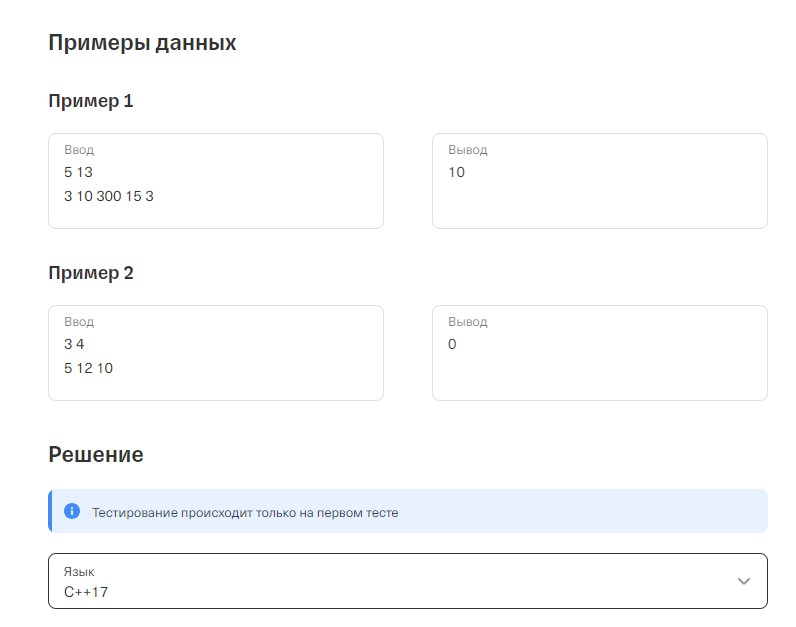 Примеры данных
Пример 1
Ввод
5 13
3 10 300 15 3
Вывод
10
Пример 2
Ввод
3 4
5 12 10
Вывод
0
Решение
Тестирование происходит только на первом тесте
Язык
C++17